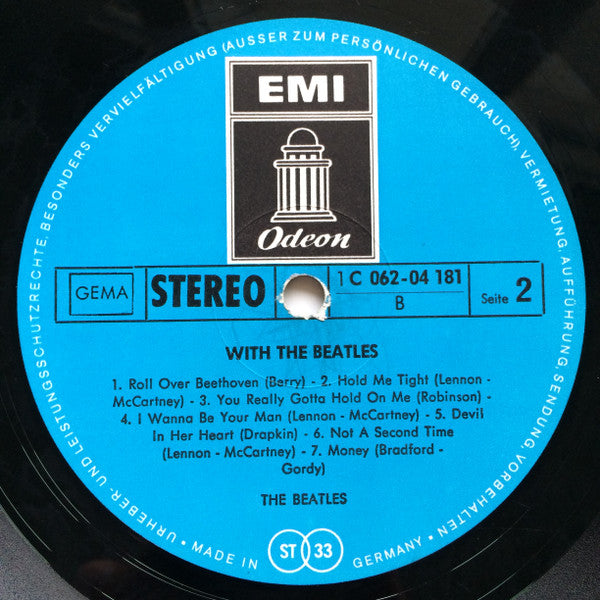 URHEBER- UND LEISTUNGSSCHUTZRECHTE, BESONDERS VERVIELFÄLTIGUNG (AUSSER ZUM PERSÖNLICHEN GEBRAUCH), VERMIETUNG, AUFFÜHRUNG, SENDUNG, VORBEHALTEN
EMI
Odeon
GEMA
STEREO
1 C 062-04 181
B
Seite 2
WITH THE BEATLES
1. Roll Over Beethoven (Berry) - 2. Hold Me Tight (Lennon -
McCartney) - 3. You Really Gotta Hold On Me (Robinson) -
4. I Wanna Be Your Man (Lennon - McCartney) - 5. Devil
In Her Heart (Drapkin) - 6. Not A Second Time
(Lennon - McCartney) - 7. Money (Bradford -
Gordy)
THE BEATLES
• MADE IN
ST 33
GERMANY •